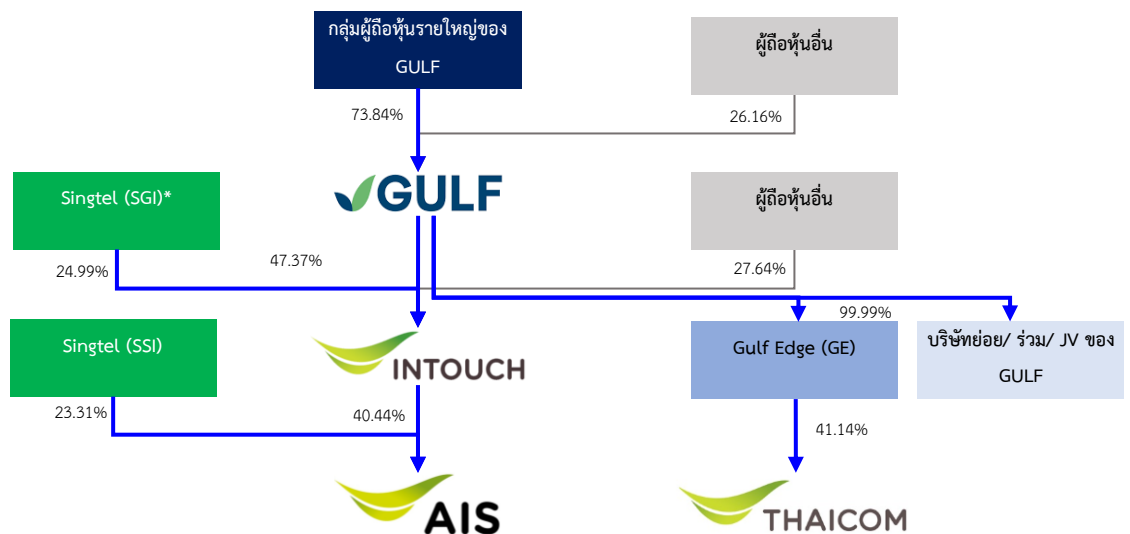 กลุ่มผู้ถือหุ้นรายใหญ่ของ
GULF
ผู้ถือหุ้นอื่น
73.84%
26.16%
Singtel (SGI)*
GULF
ผู้ถือหุ้นอื่น
24.99%
47.37%
27.64%
99.99%
Singtel (SSI)
INTOUCH
Gulf Edge (GE)
บริษัทย่อย/ ร่วม/ JV ของ
GULF
23.31%
40.44%
41.14%
AIS
THAICOM